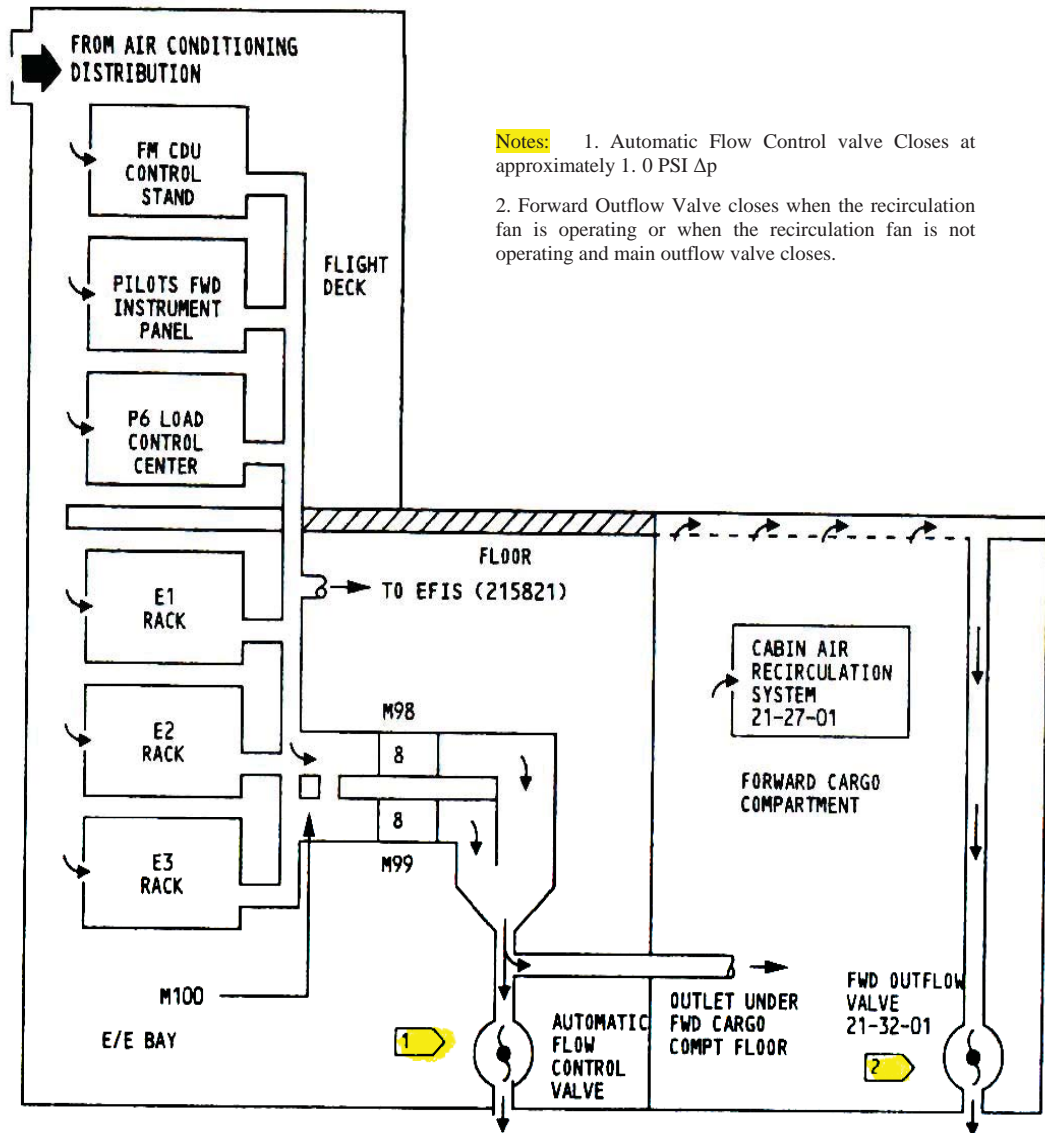 FROM AIR CONDITIONING
DISTRIBUTION
FM CDU
CONTROL
STAND
PILOTS FWD
INSTRUMENT
PANEL
P6 LOAD
CONTROL
CENTER
FLIGHT
DECK
Notes: 1. Automatic Flow Control valve Closes at
approximately 1. 0 PSI Δp
2. Forward Outflow Valve closes when the recirculation
fan is operating or when the recirculation fan is not
operating and main outflow valve closes.
FLOOR
TO EFIS (215821)
E1
RACK
E2
RACK
E3
RACK
M98
8
8
M99
M100
E/E BAY
CABIN AIR
RECIRCULATION
SYSTEM
21-27-01
FORWARD CARGO
COMPARTMENT
1
AUTOMATIC
FLOW
CONTROL
VALVE
OUTLET UNDER
FWD CARGO
COMPT FLOOR
FWD OUTFLOW
VALVE
21-32-01
2